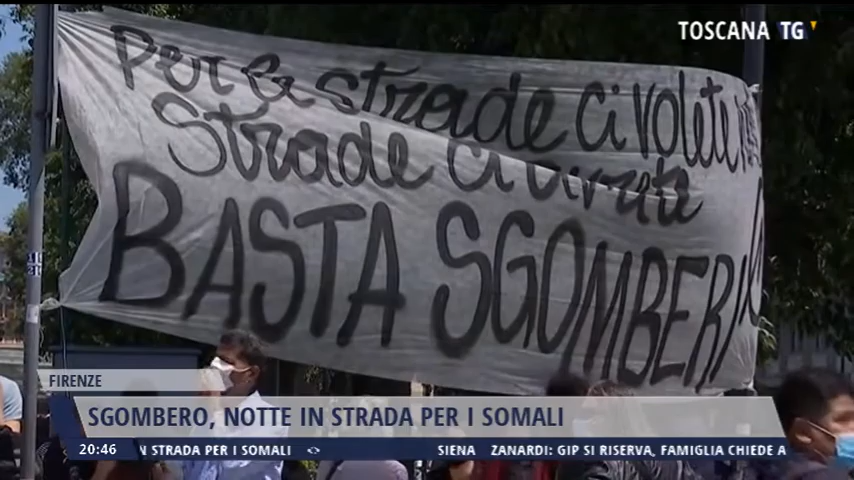 TOSCANA TG
Per le strade ci volete
Strade ci
BASTA SGOMBERI
FIRENZE
SGOMBERO, NOTTE IN STRADA PER I SOMALI
20:46 N STRADA PER I SOMALI SIENA ZANARDI: GIP SI RISERVA, FAMIGLIA CHIEDE A